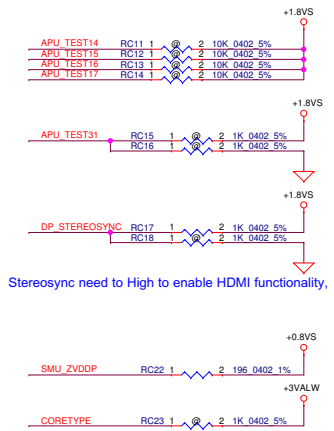 +1.8VS
APU_TEST14 RC11 1 @ 2 10K_0402_5%
APU_TEST15 RC12 1 @ 2 10K_0402_5%
APU_TEST16 RC13 1 @ 2 10K_0402_5%
APU_TEST17 RC14 1 @ 2 10K_0402_5%
+1.8VS
APU_TEST31 RC15 1 @ 2 1K_0402_5%
RC16 1 @ 2 1K_0402_5%
+1.8VS
DP_STEREOSYNC RC17 1 2 1K_0402_5%
RC18 1 @ 2 1K_0402_5%
Stereosync need to High to enable HDMI functionality,
+0.8VS
SMU_ZVDDP RC22 1 2 196_0402_1%
+3VALW
CORETYPE RC23 1 @ 2 1K_0402_5%